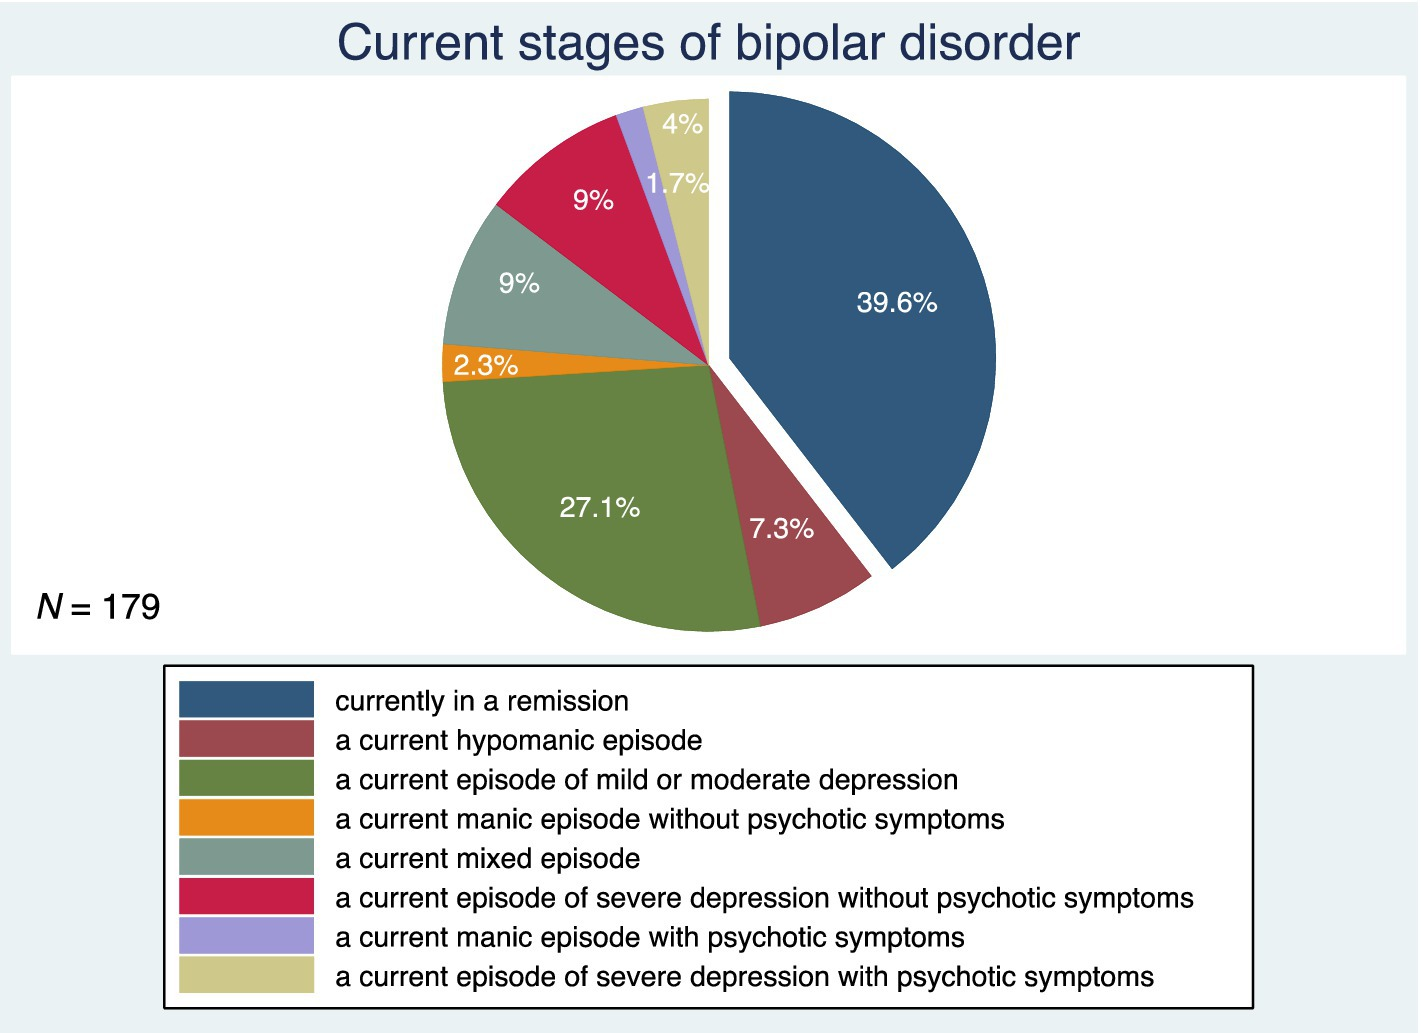 Current stages of bipolar disorder
4%
1.7%
9%
39.6%
9%
2.3%
27.1%
7.3%
N = 179
currently in a remission
a current hypomanic episode
a current episode of mild or moderate depression
a current manic episode without psychotic symptoms
a current mixed episode
a current episode of severe depression without psychotic symptoms
a current manic episode with psychotic symptoms
a current episode of severe depression with psychotic symptoms